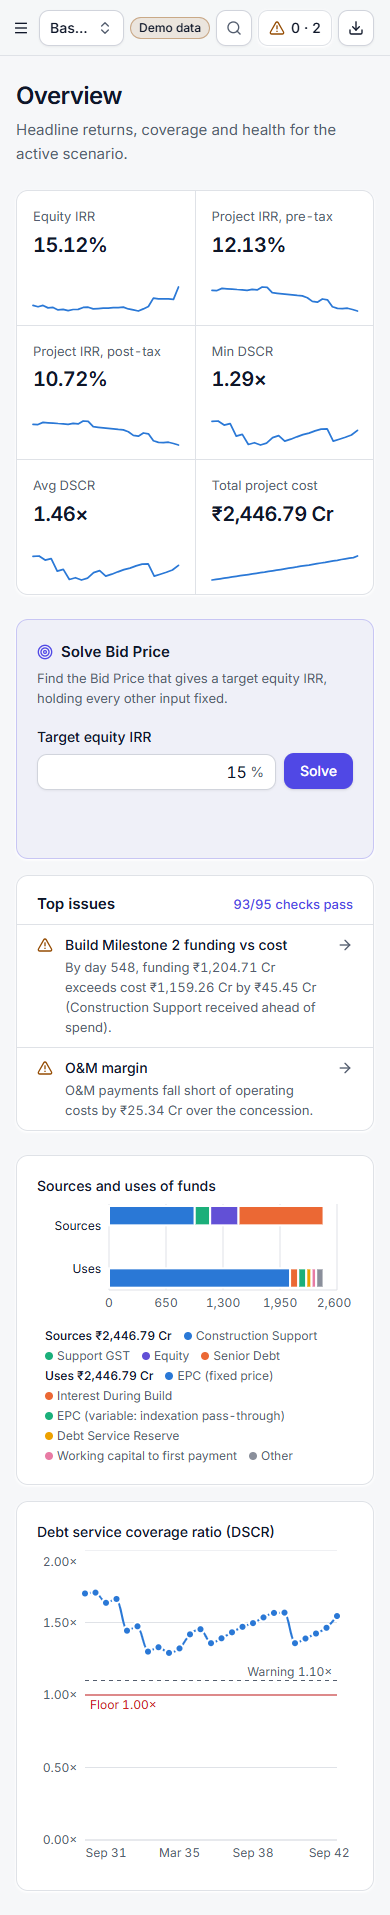 Bas...
Demo data
0 · 2
Overview
Headline returns, coverage and health for the
active scenario.
Equity IRR
15.12%
Project IRR, pre-tax
12.13%
Project IRR, post-tax
10.72%
Min DSCR
1.29×
Avg DSCR
1.46×
Total project cost
₹2,446.79 Cr
Solve Bid Price
Find the Bid Price that gives a target equity IRR,
holding every other input fixed.
Target equity IRR
15 %
Solve
Top issues
93/95 checks pass
Build Milestone 2 funding vs cost
By day 548, funding ₹1,204.71 Cr
exceeds cost ₹1,159.26 Cr by ₹45.45 Cr
(Construction Support received ahead of
spend).
O&M margin
O&M payments fall short of operating
costs by ₹25.34 Cr over the concession.
Sources and uses of funds
Sources
Uses
0 650 1,300 1,950 2,600
Sources ₹2,446.79 Cr Construction Support
Support GST Equity Senior Debt
Uses ₹2,446.79 Cr EPC (fixed price)
Interest During Build
EPC (variable: indexation pass-through)
Debt Service Reserve
Working capital to first payment Other
Debt service coverage ratio (DSCR)
2.00×
1.50×
Warning 1.10×
1.00×
Floor 1.00×
0.50×
0.00×
Sep 31 Mar 35 Sep 38 Sep 42